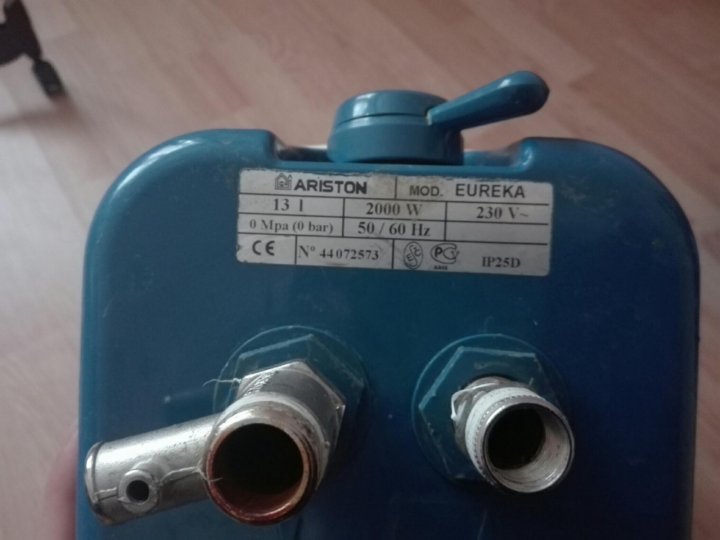 ARISTON MOD. EUREKA
13 l 2000 W 230 V~
0 Mpa (0 bar) 50 / 60 Hz
CE N° 44072573 IP25D